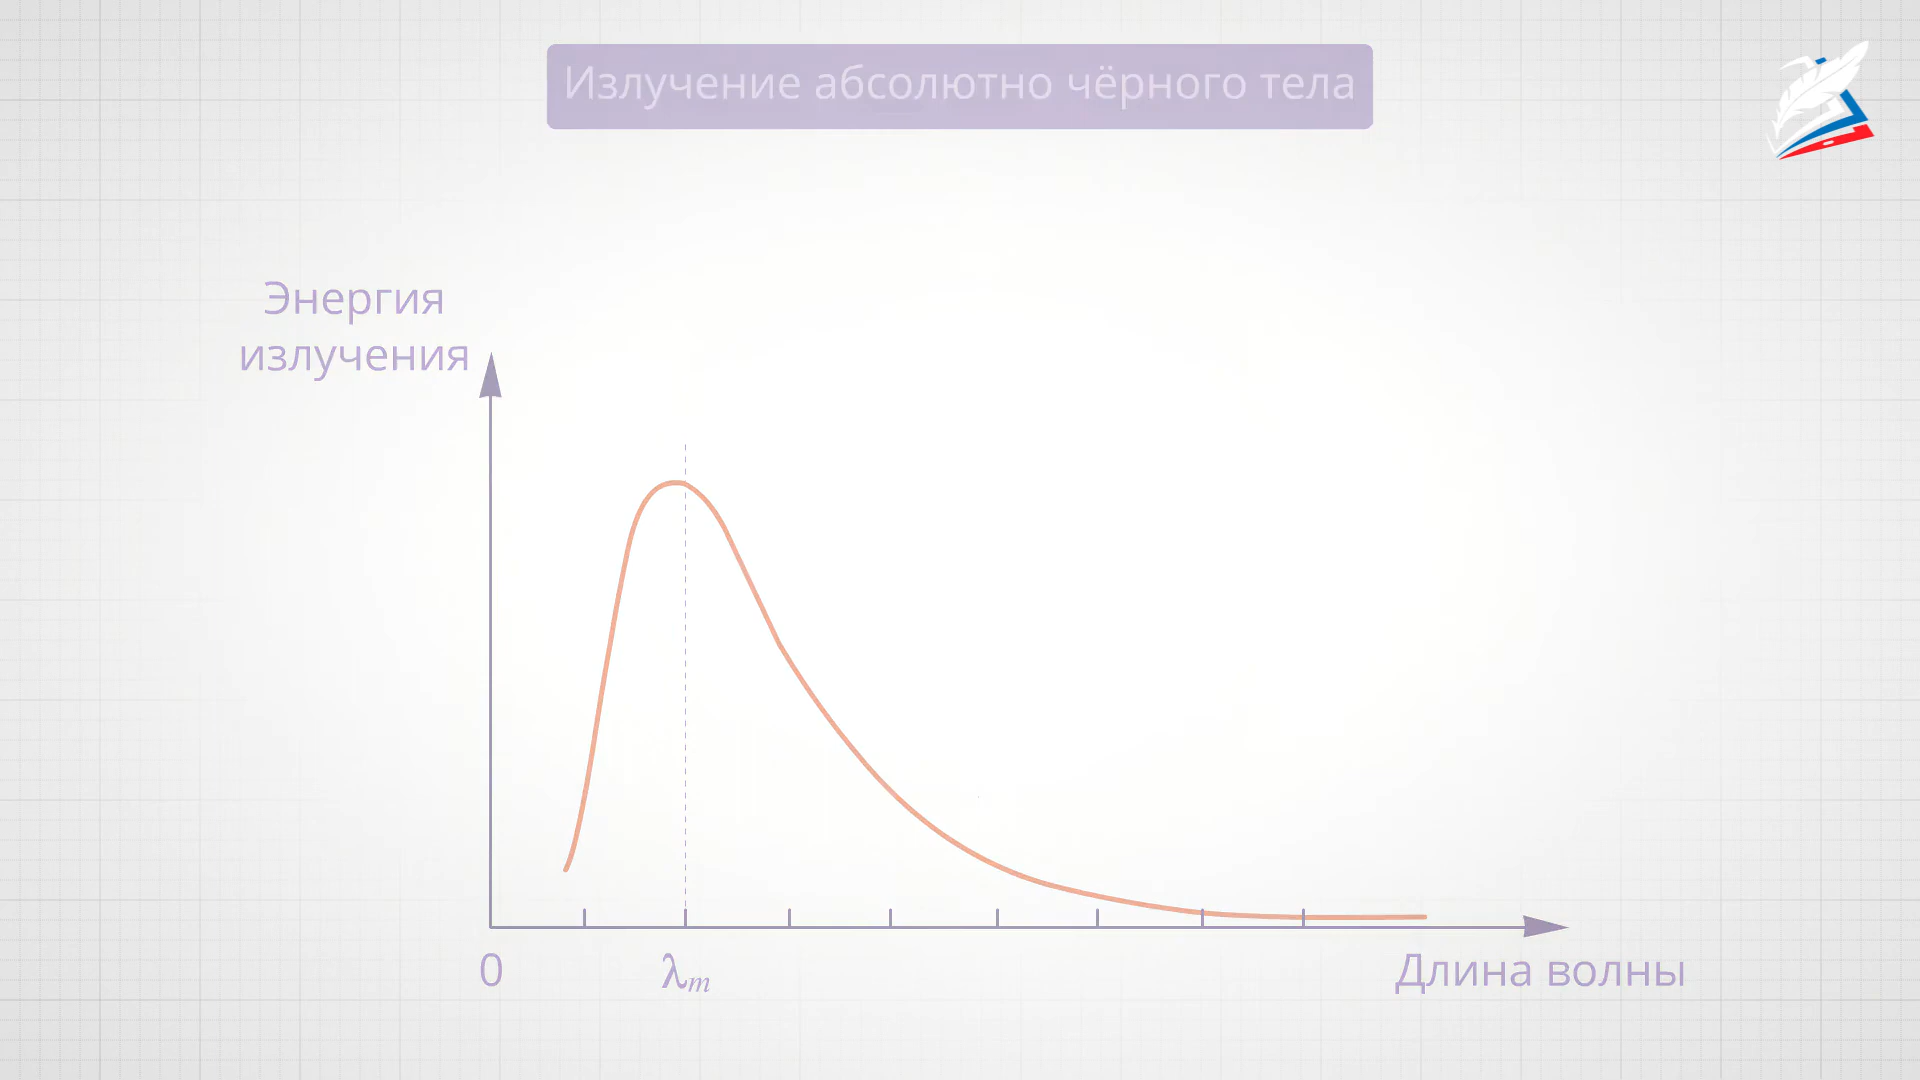 Излучение абсолютно чёрного тела
Энергия
излучения
0
λm
Длина волны